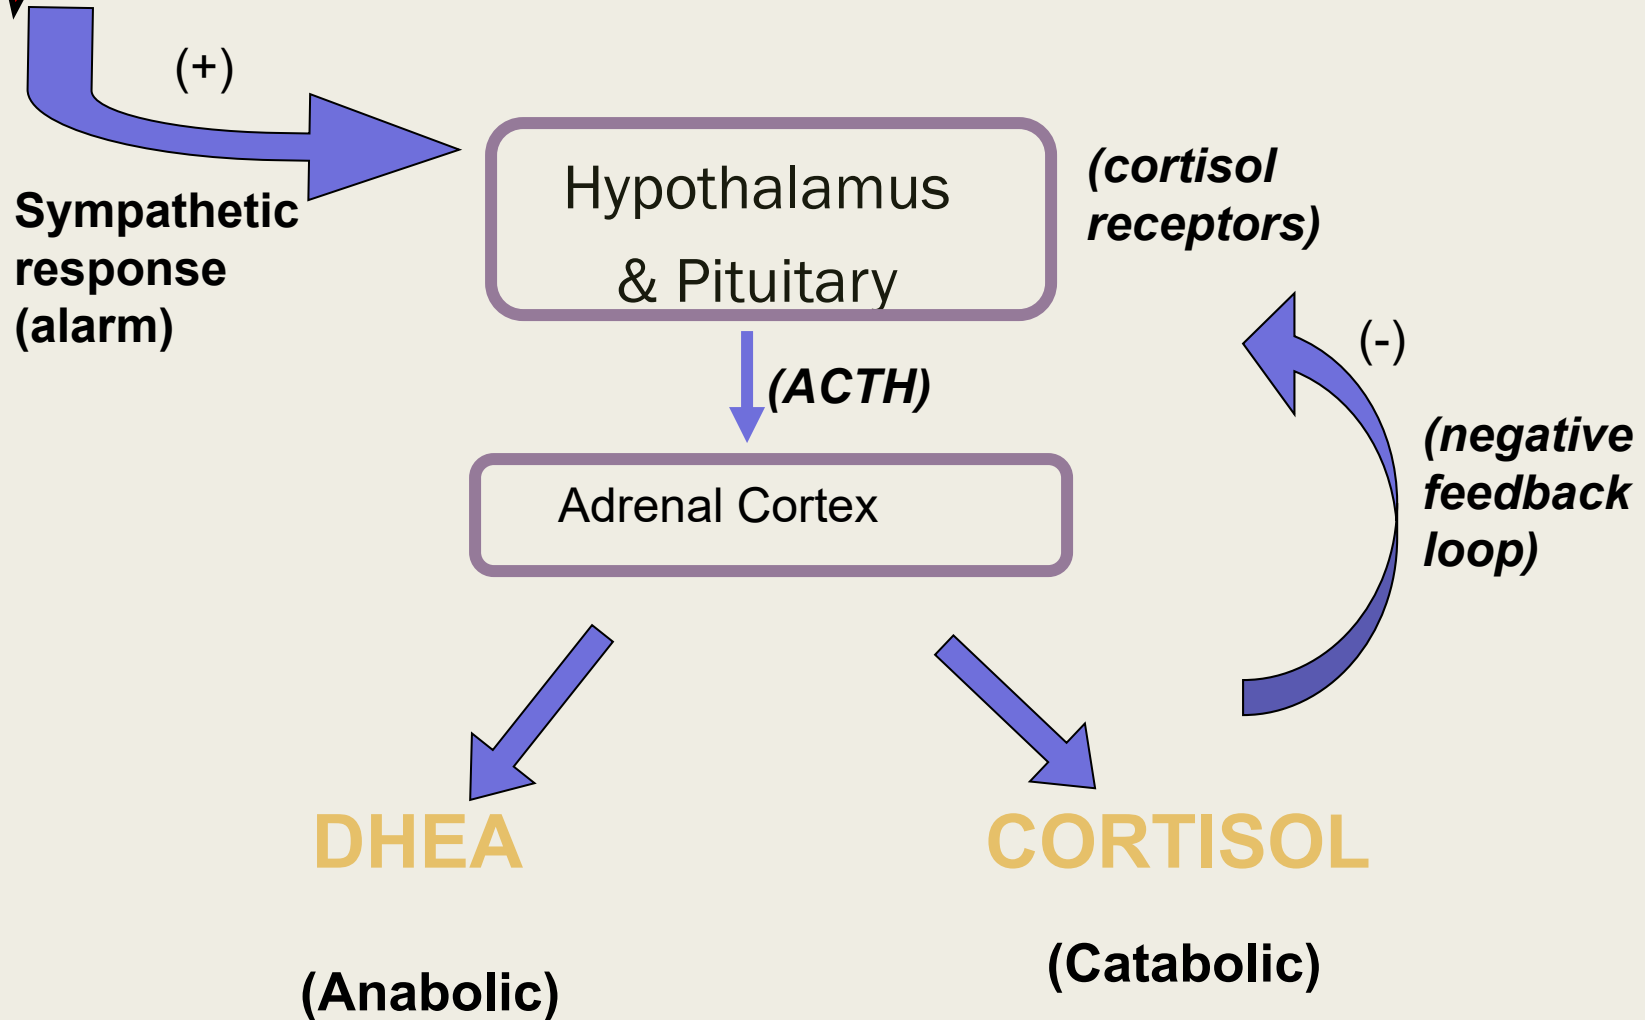 (+)
Sympathetic
response
(alarm)
Hypothalamus
& Pituitary
(cortisol
receptors)
(ACTH)
(-)
(negative
feedback
loop)
Adrenal Cortex
DHEA
(Anabolic)
CORTISOL
(Catabolic)